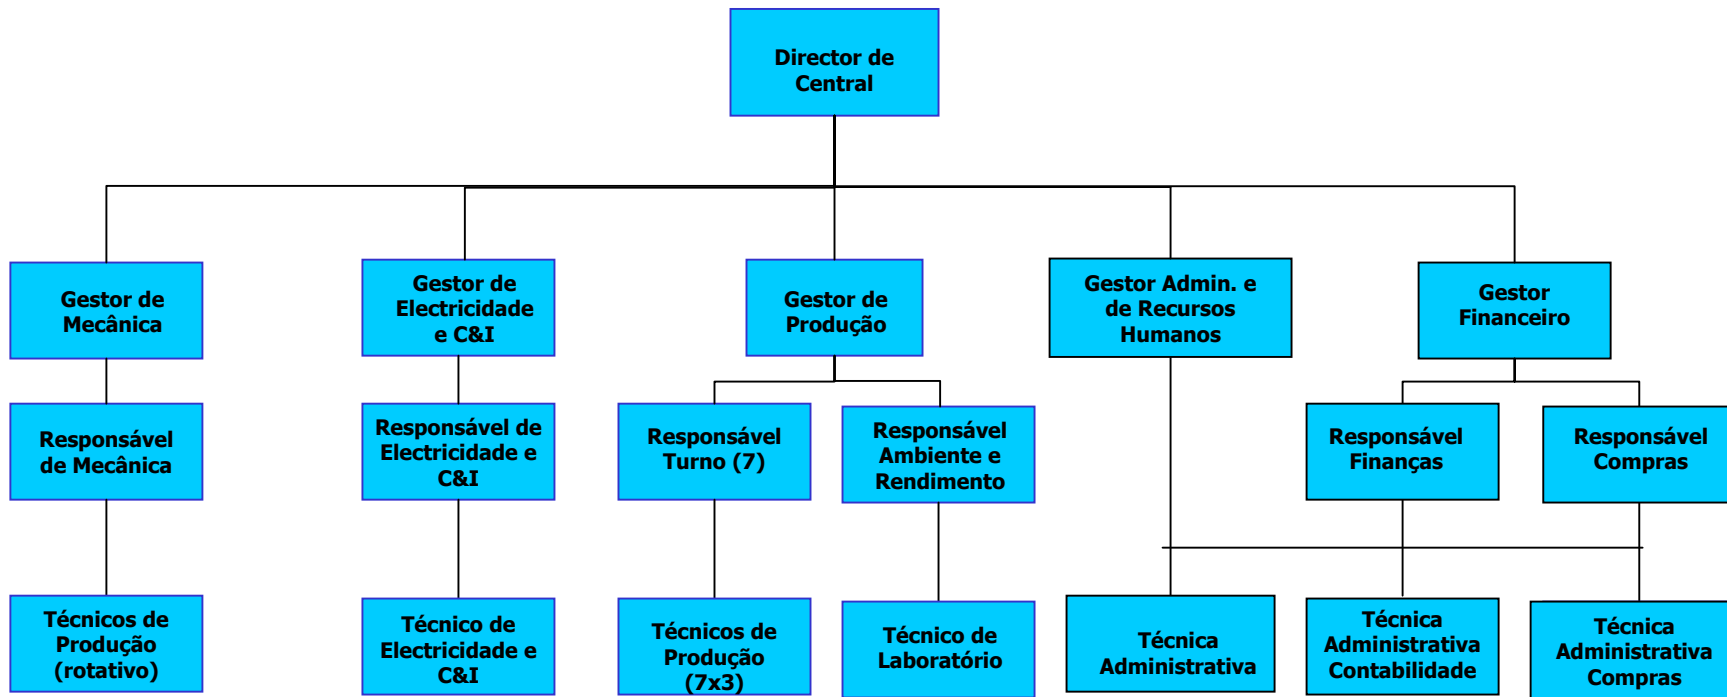 Director de
Central
Gestor de
Mecânica
Gestor de
Electricidade
e C&I
Gestor de
Produção
Gestor Admin. e
de Recursos
Humanos
Gestor
Financeiro
Responsável
de Mecânica
Responsável de
Electricidade e
C&I
Responsável
Turno (7)
Responsável
Ambiente e
Rendimento
Responsável
Finanças
Responsável
Compras
Técnicos de
Produção
(rotativo)
Técnico de
Electricidade e
C&I
Técnicos de
Produção
(7x3)
Técnico de
Laboratório
Técnica
Administrativa
Técnica
Administrativa
Contabilidade
Técnica
Administrativa
Compras